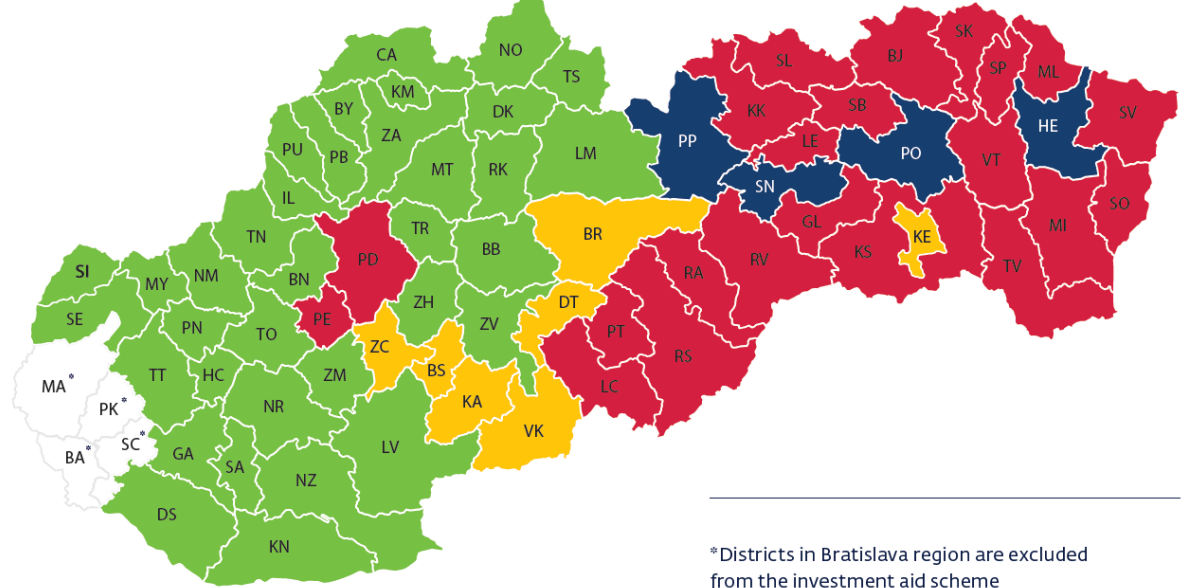 NO
CA
SK
BJ
SL
SP
ML
TS
KM
BY
DK
KK
SB
SV
HE
ZA
PU
PB
LE
PP
PO
LM
VT
MT
RK
SN
IL
SO
GL
MI
TR
BR
KE
TN
BB
KS
PD
RV
TV
SI
NM
BN
RA
MY
ZH
DT
SE
PN
PE
ZV
TO
PT
ZC
RS
TT
HC
ZM
BS
MA*
LC
KA
PK*
NR
VK
SC*
LV
BA*
GA
SA
NZ
DS
KN
*Districts in Bratislava region are excluded
from the investment aid scheme